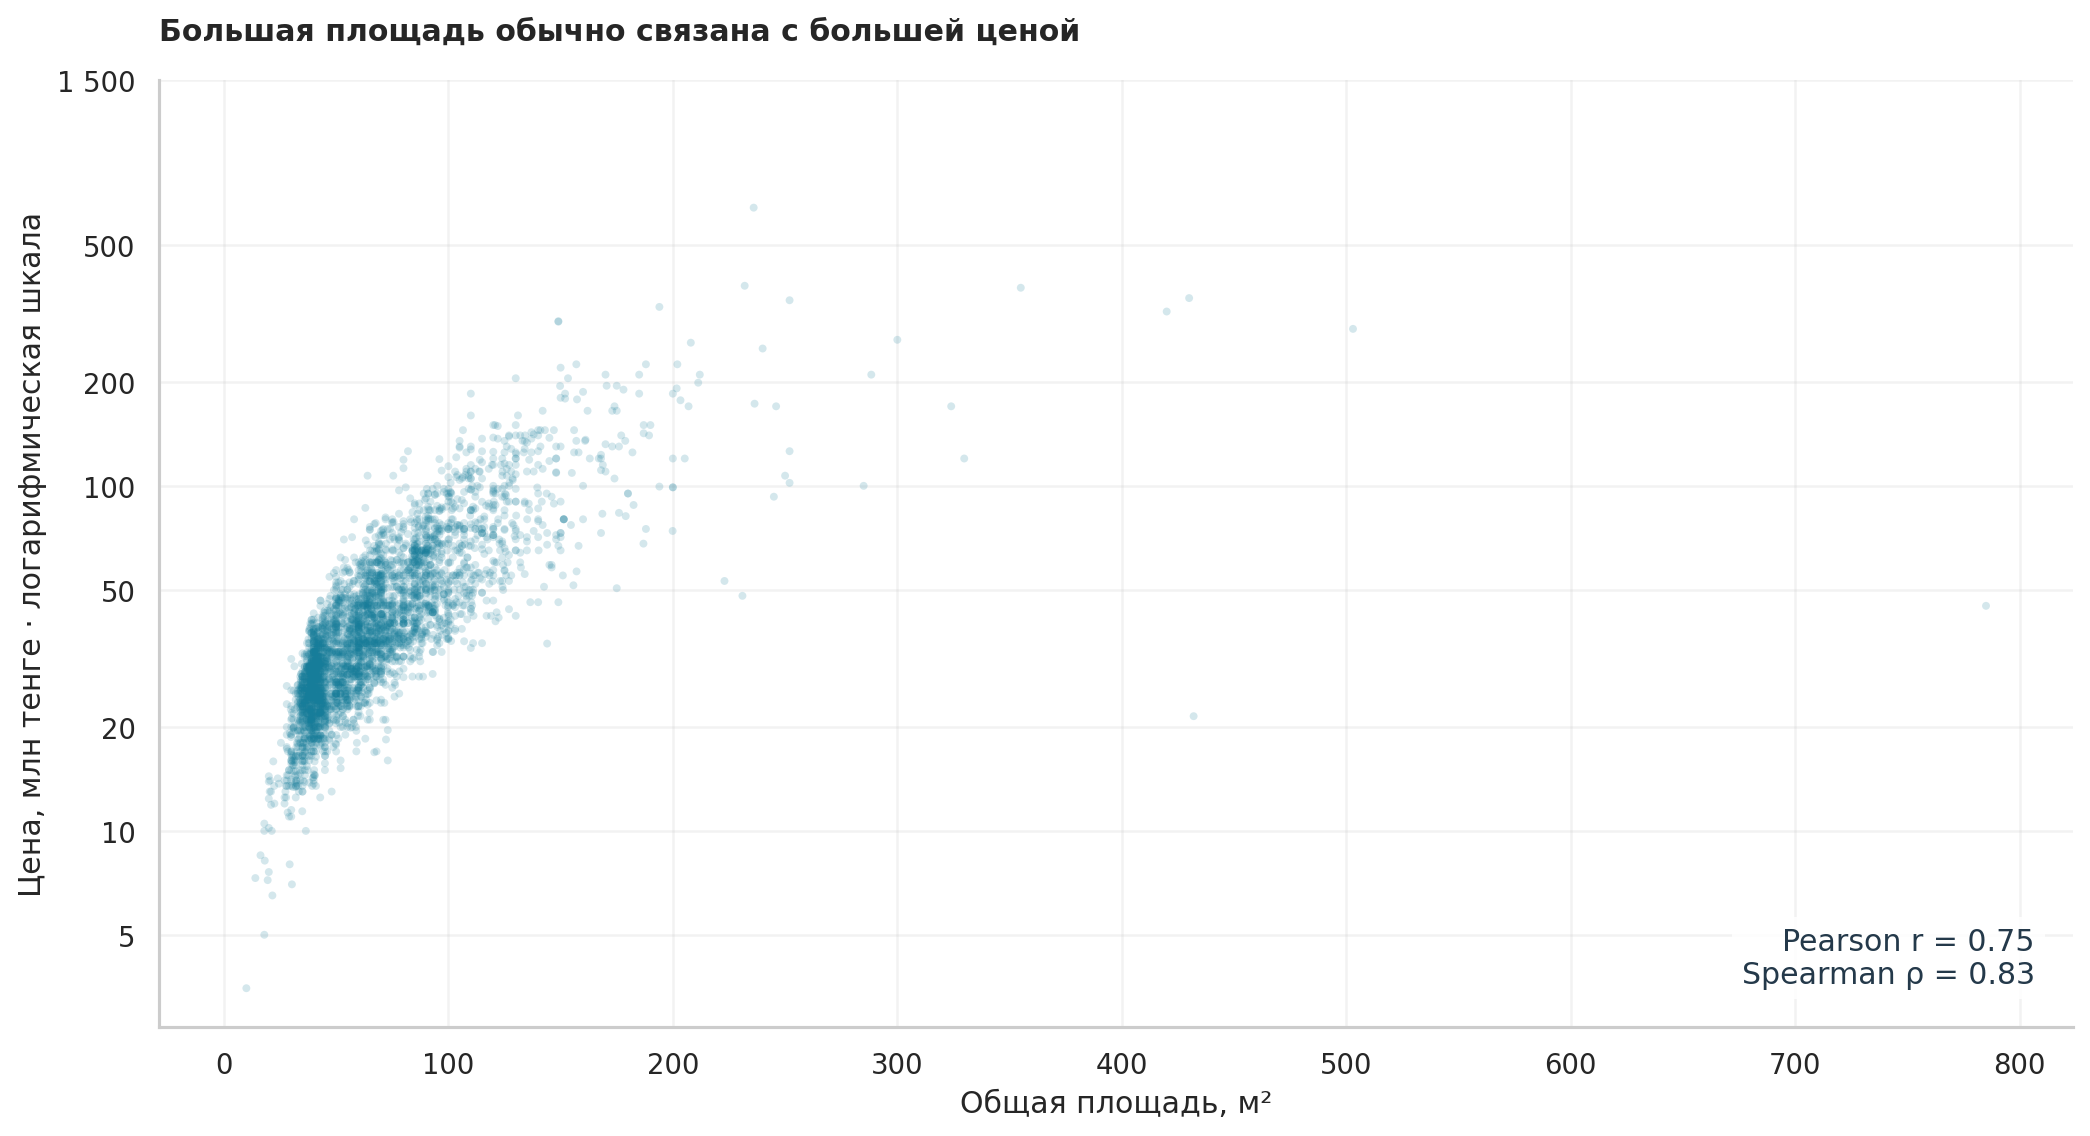 Большая площадь обычно связана с большей ценой
1 500
500
200
100
50
20
10
5
Цена, млн тенге · логарифмическая шкала
Pearson r = 0.75
Spearman ρ = 0.83
0 100 200 300 400 500 600 700 800
Общая площадь, м²